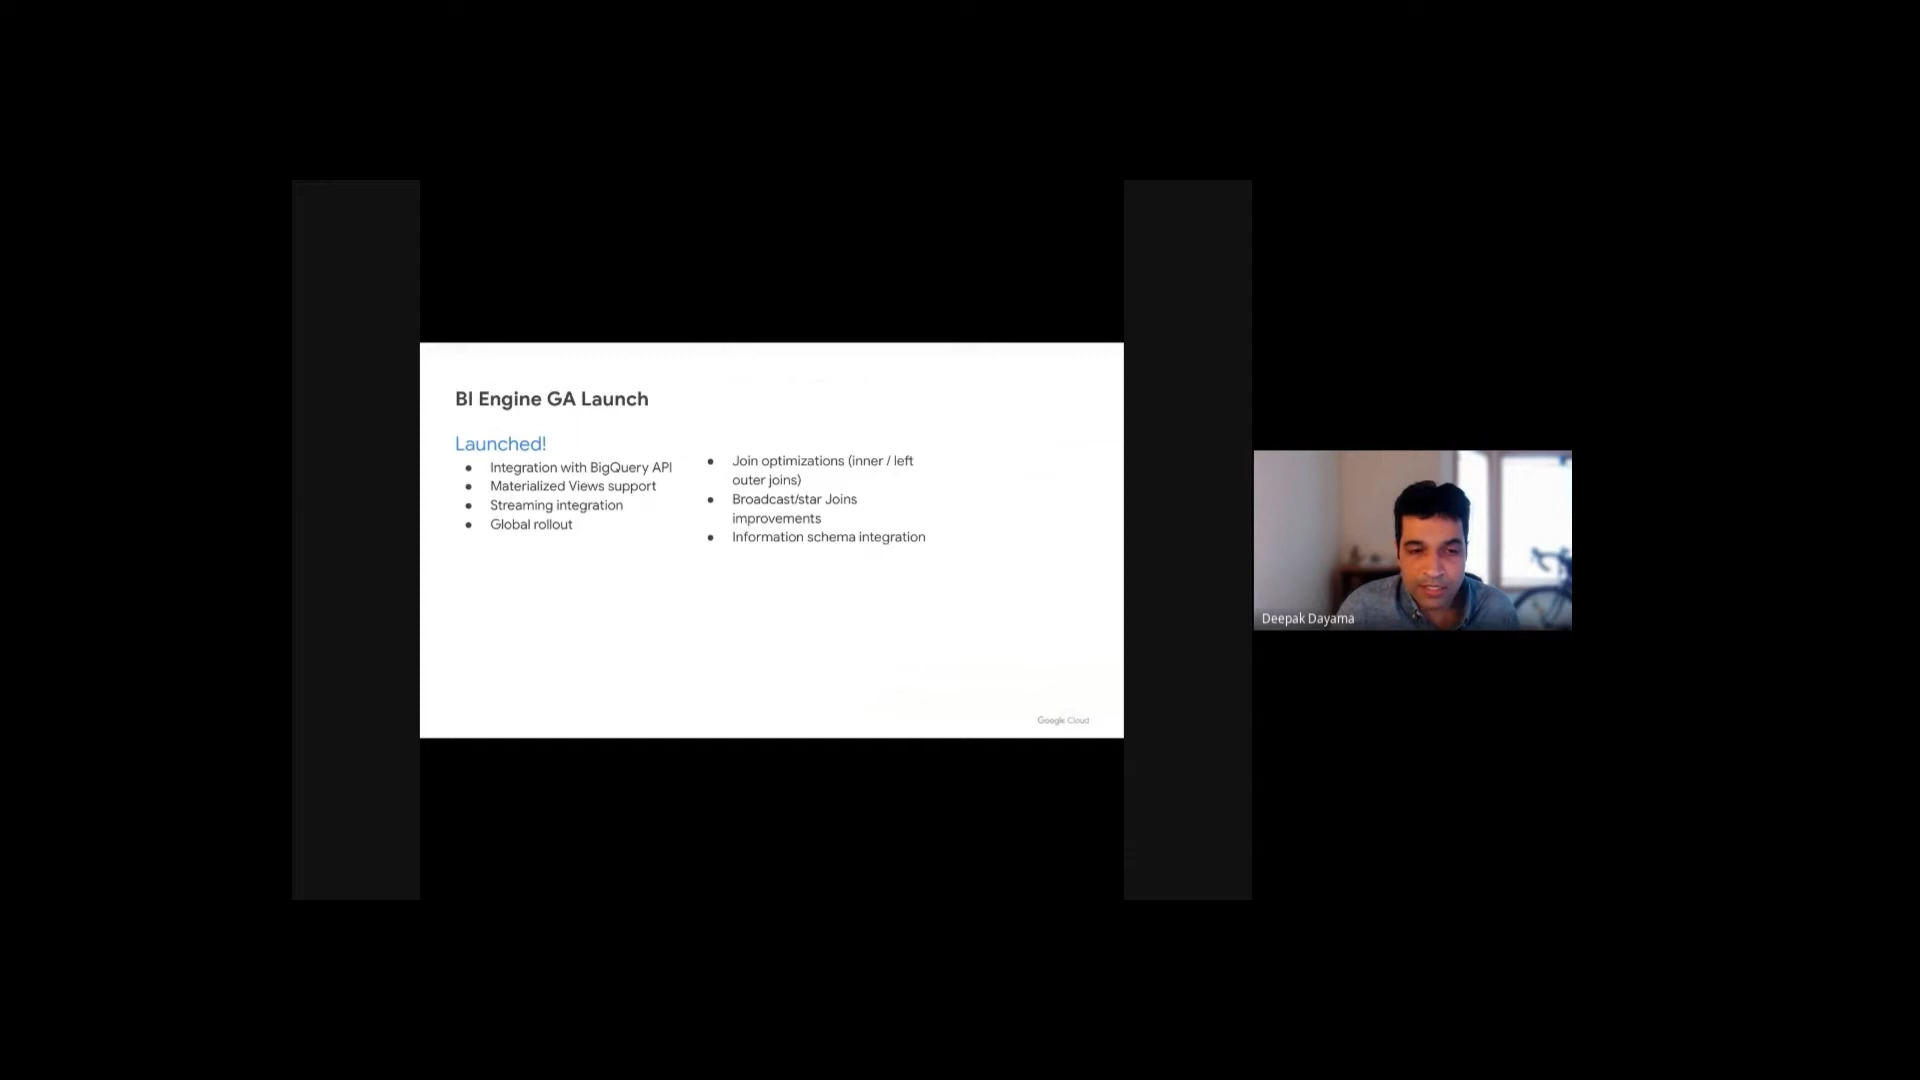 BI Engine GA Launch
Launched!
● Integration with BigQuery API
● Materialized Views support
● Streaming integration
● Global rollout
● Join optimizations (inner / left
outer joins)
● Broadcast/star Joins
improvements
● Information schema integration
Google Cloud
Deepak Dayama